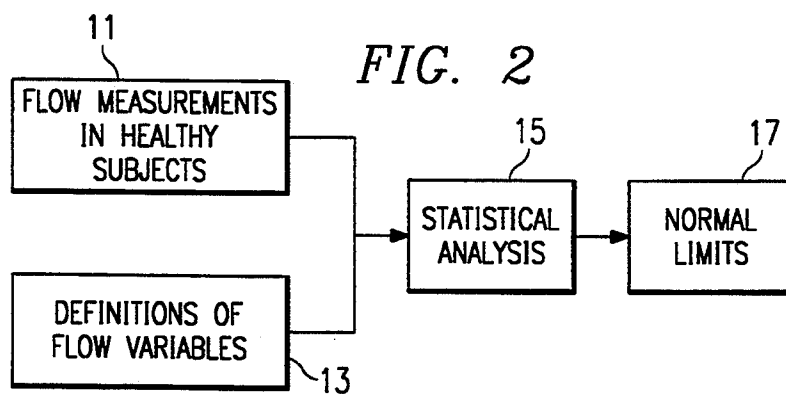 FIG. 2
11
FLOW MEASUREMENTS
IN HEALTHY
SUBJECTS
DEFINITIONS OF
FLOW VARIABLES
13
15
STATISTICAL
ANALYSIS
17
NORMAL
LIMITS